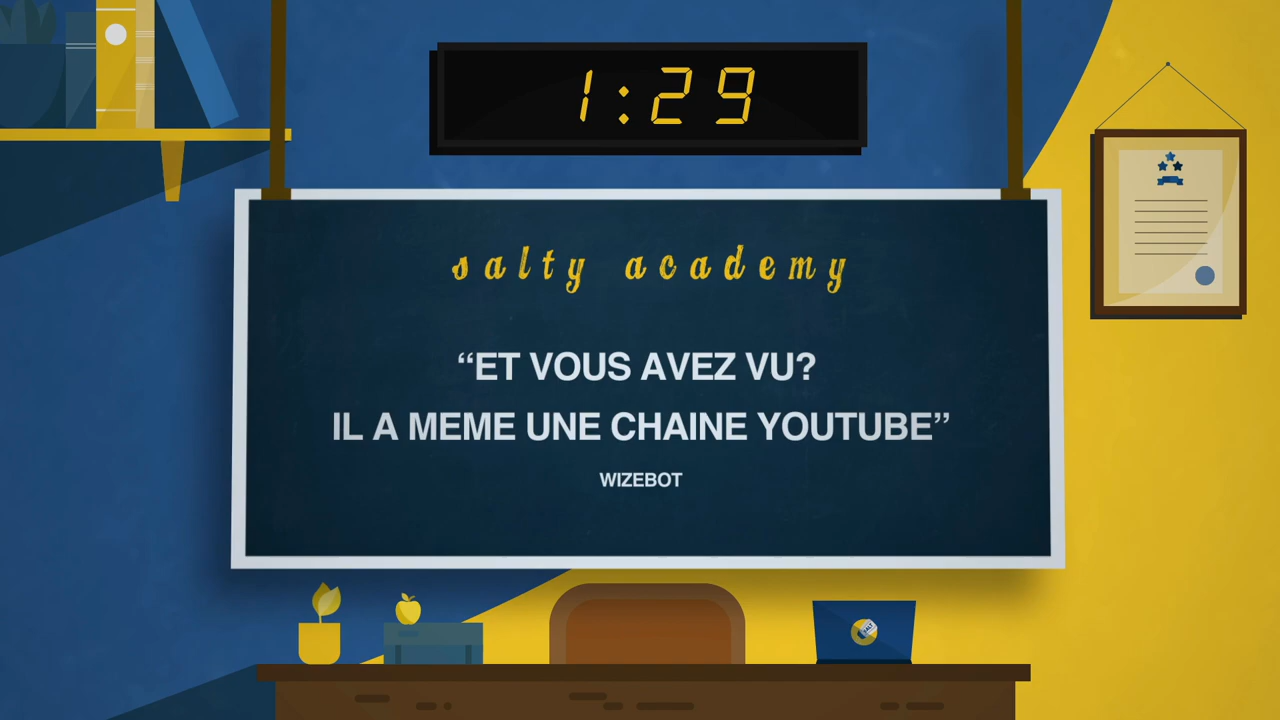 1:29
salty academy
“ET VOUS AVEZ VU?
IL A MEME UNE CHAINE YOUTUBE”
WIZEBOT